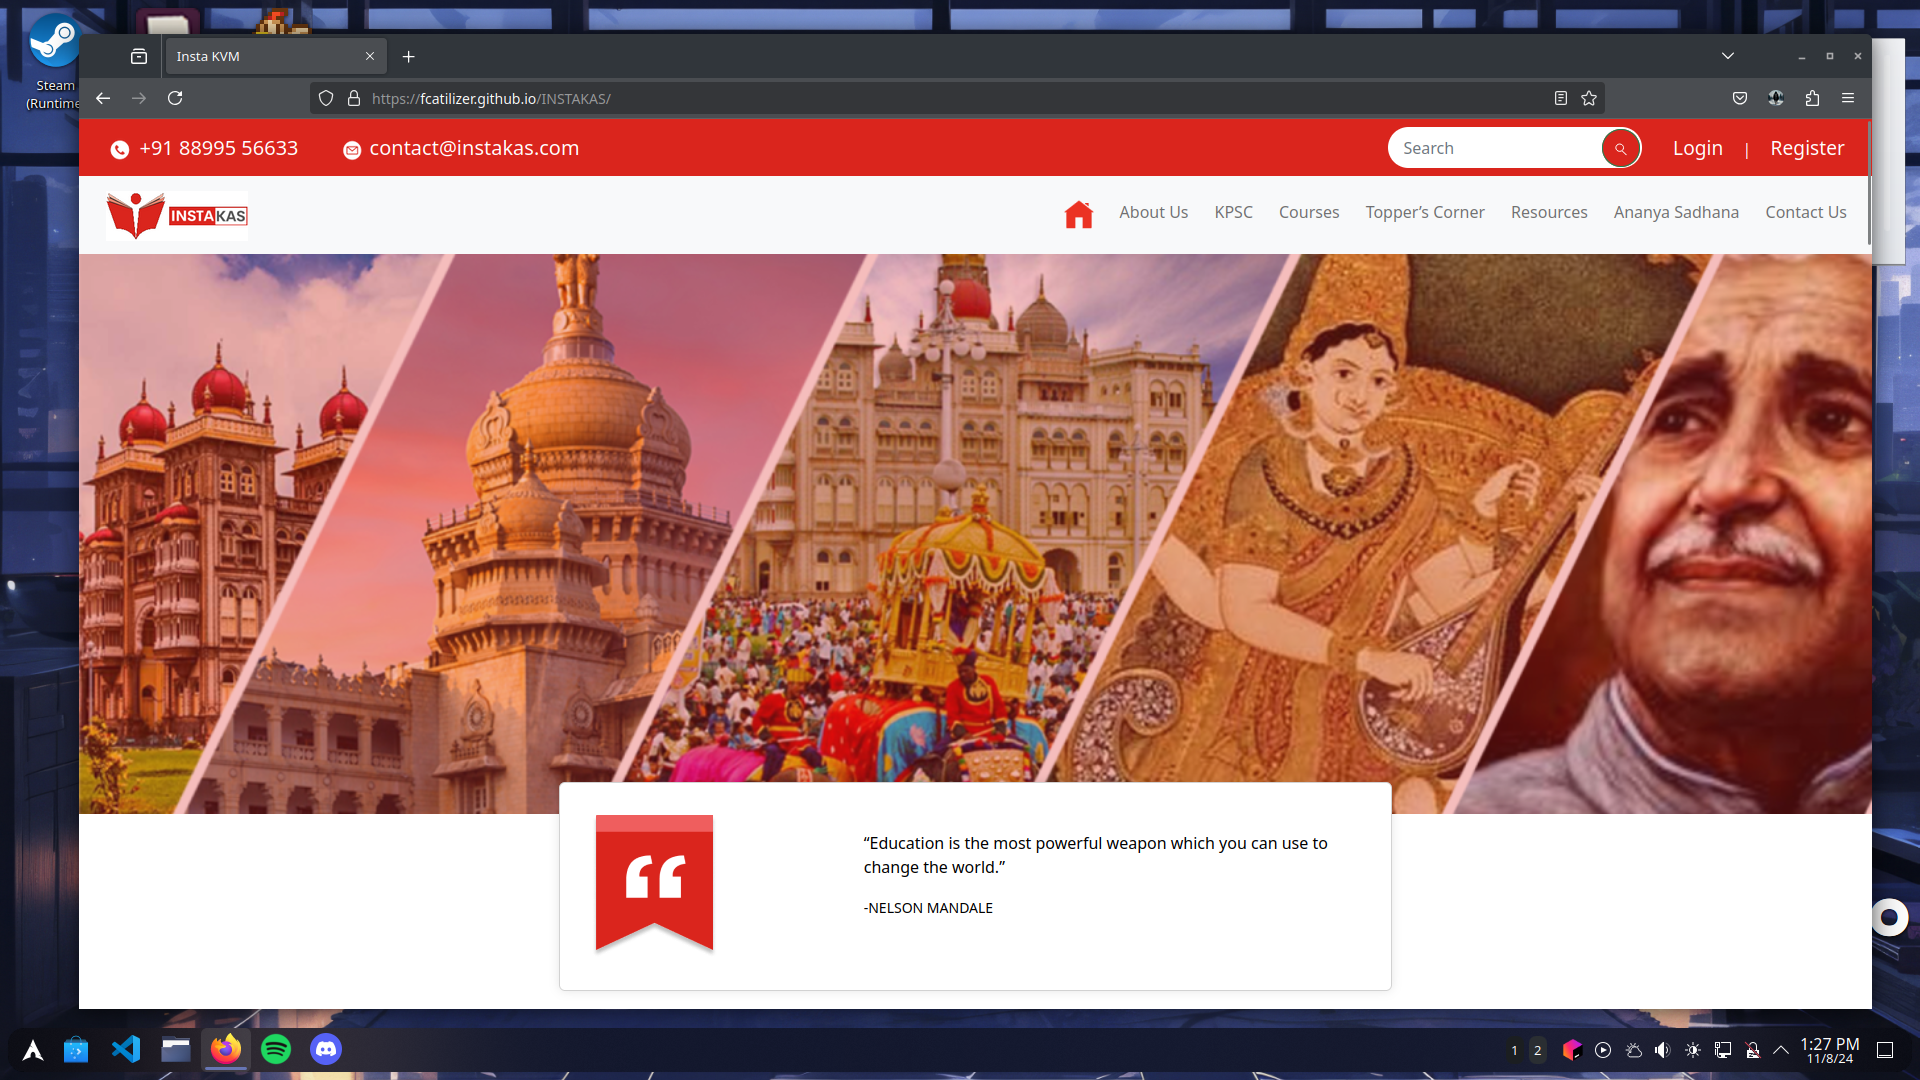 Steam
(Runtime
Insta KVM
https://fcatilizer.github.io/INSTAKAS/
+91 88995 56633
contact@instakas.com
Search
Login | Register
INSTAKAS
About Us
KPSC
Courses
Topper’s Corner
Resources
Ananya Sadhana
Contact Us
“Education is the most powerful weapon which you can use to
change the world.”
-NELSON MANDALE
1
2
1:27 PM
11/8/24